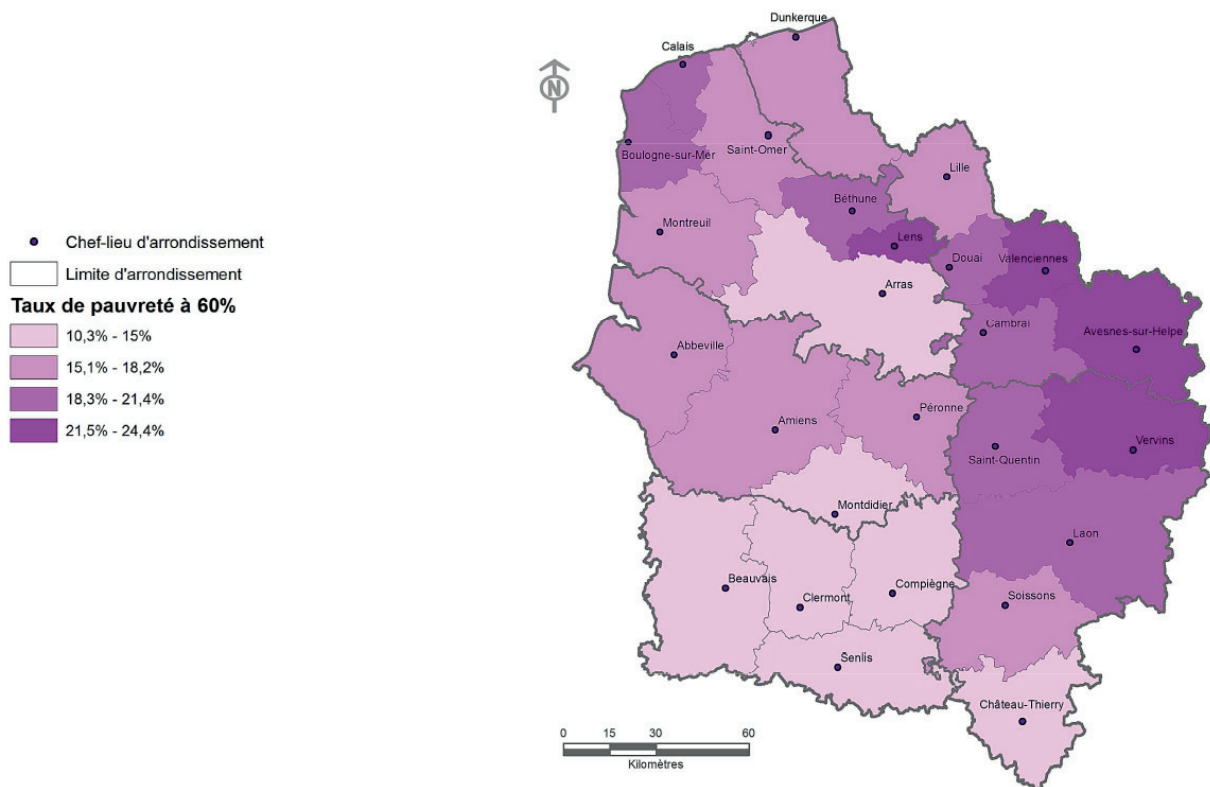 Dunkerque
Calais
N
Boulogne-sur-Mer
Saint-Omer
Lille
Béthune
Montreuil
Lens
Douai
Valenciennes
Arras
Cambrai
Avesnes-sur-Helpe
Abbeville
Péronne
Amiens
Vervins
Saint-Quentin
Montdidier
Laon
Beauvais
Clermont
Compiègne
Soissons
Senlis
Château-Thierry
Chef-lieu d'arrondissement
Limite d'arrondissement
Taux de pauvreté à 60%
10,3% - 15%
15,1% - 18,2%
18,3% - 21,4%
21,5% - 24,4%
0 15 30 60
Kilomètres